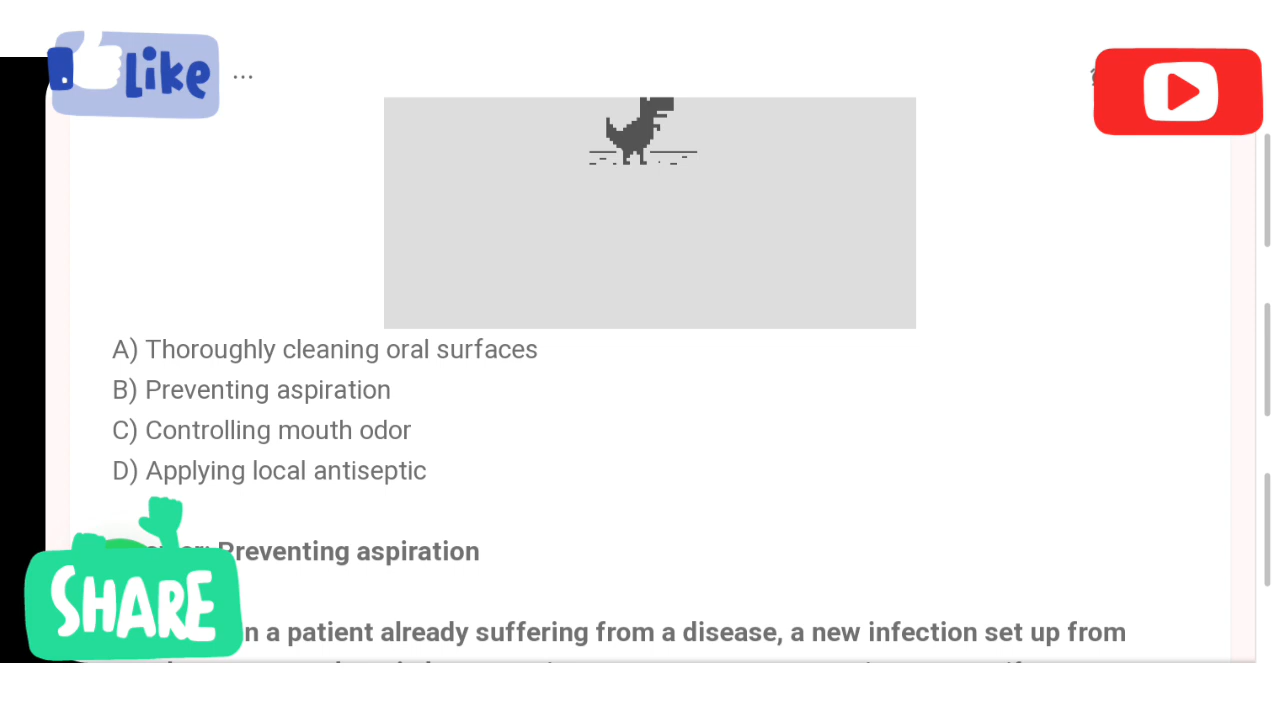 Like
...
A) Thoroughly cleaning oral surfaces
B) Preventing aspiration
C) Controlling mouth odor
D) Applying local antiseptic
Preventing aspiration
SHARE
a patient already suffering from a disease, a new infection set up from